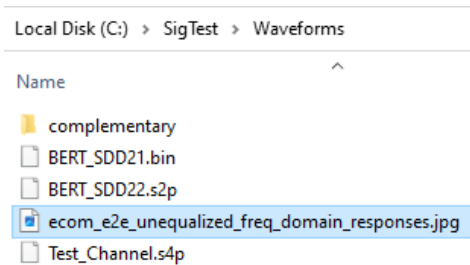 Local Disk (C:) > SigTest > Waveforms
Name
complementary
BERT_SDD21.bin
BERT_SDD22.s2p
ecom_e2e_unequalized_freq_domain_responses.jpg
Test_Channel.s4p